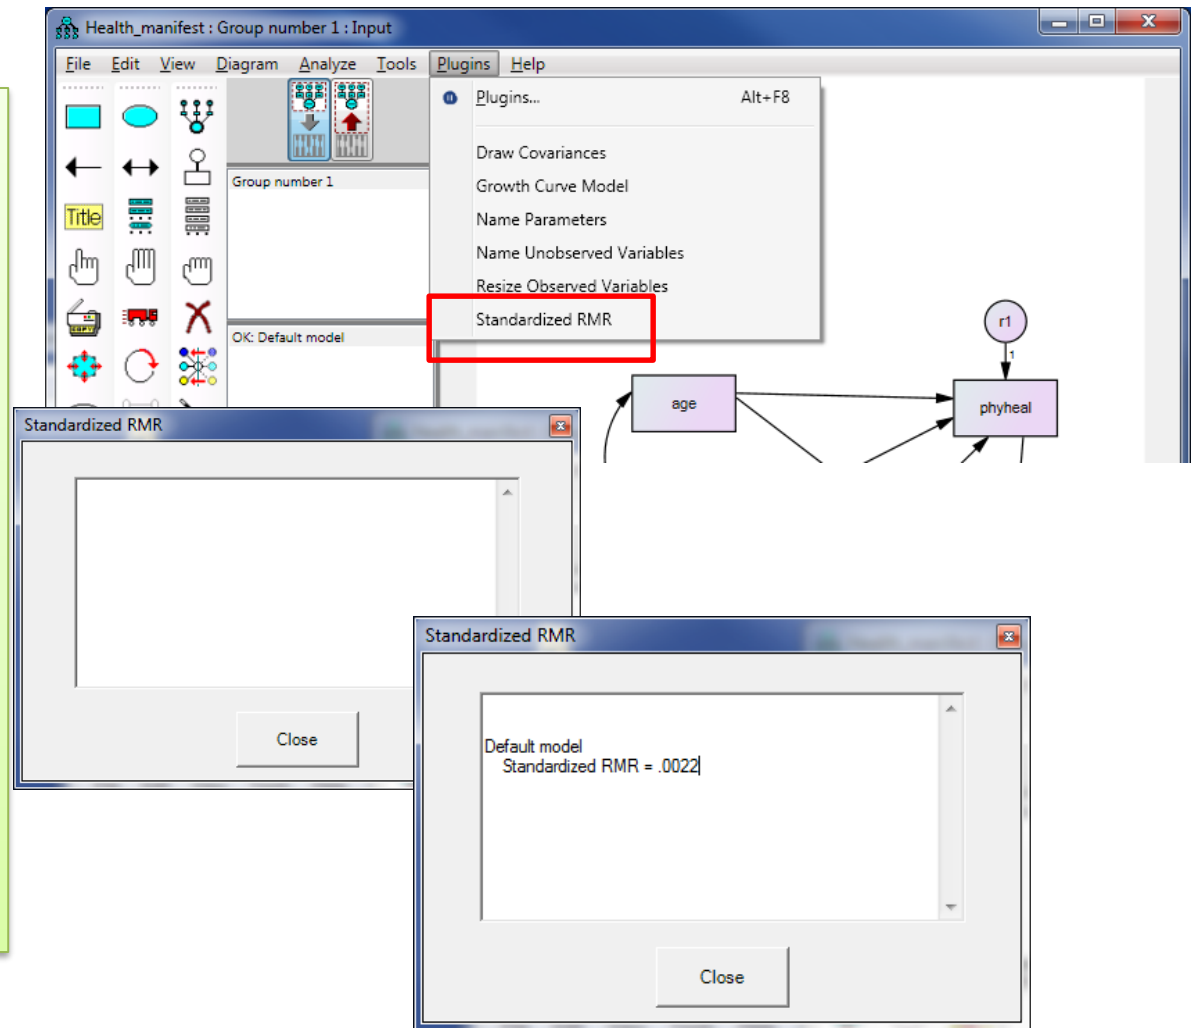 Health_manifest : Group number 1 : Input
File Edit View Diagram Analyze Tools Plugins Help
Plugins... Alt+F8
Draw Covariances
Growth Curve Model
Name Parameters
Name Unobserved Variables
Resize Observed Variables
Standardized RMR
Group number 1
Title
COPY
OK: Default model
r1
1
age
phyheal
Standardized RMR
Close
Standardized RMR
Default model
Standardized RMR = .0022
Close